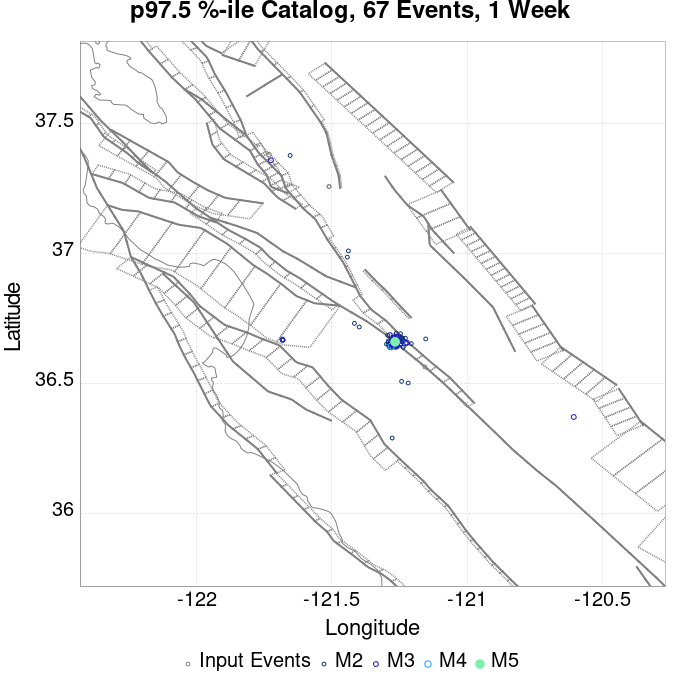 p97.5 %-ile Catalog, 67 Events, 1 Week
37.5
37
36.5
36
Latitude
-122
-121.5
-121
-120.5
Longitude
Input Events M2 M3 M4 M5